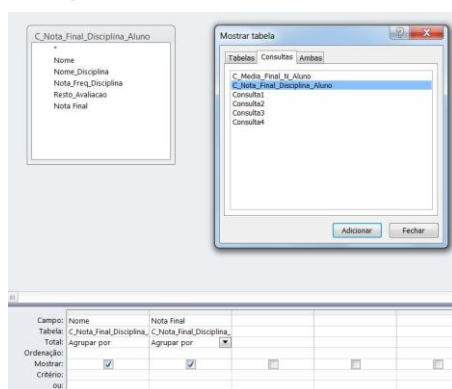 C_Nota_Final_Disciplina_Aluno
*
Nome
Nome_Disciplina
Nota_Freq_Disciplina
Resto_Avaliacao
Nota Final
Mostrar tabela
Tabelas Consultas Ambas
C_Media_Final_N_Aluno
C_Nota_Final_Disciplina_Aluno
Consulta1
Consulta2
Consulta3
Consulta4
Adicionar Fechar
Campo: Nome Nota Final
Tabela: C_Nota_Final_Disciplina_ C_Nota_Final_Disciplina_
Total: Agrupar por Agrupar por
Ordenação:
Mostrar:
Critério:
ou: